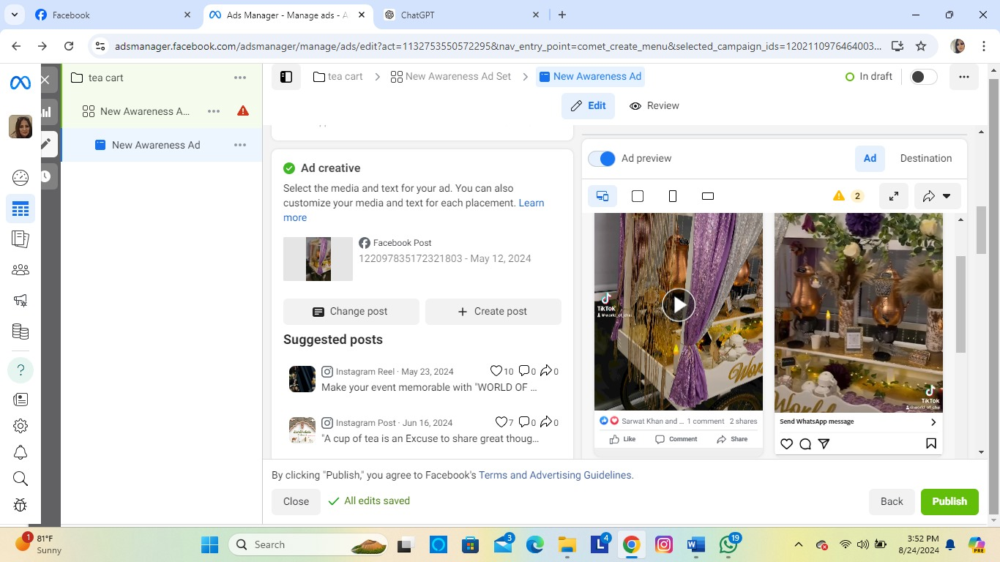 Facebook
Ads Manager - Manage ads - A
ChatGPT
adsmanager.facebook.com/adsmanager/manage/ads/edit?act=1132753550572295&nav_entry_point=comet_create_menu&selected_campaign_ids=1202110976464003...
tea cart
New Awareness A...
New Awareness Ad
tea cart
New Awareness Ad Set
New Awareness Ad
In draft
Edit
Review
Ad creative
Select the media and text for your ad. You can also
customize your media and text for each placement. Learn
more
Facebook Post
122097835172321803 - May 12, 2024
Change post
Create post
Suggested posts
Instagram Reel · May 23, 2024
10
0
0
Make your event memorable with "WORLD OF ...
Instagram Post · Jun 16, 2024
7
0
0
"A cup of tea is an Excuse to share great thoug...
Ad preview
Ad
Destination
2
TikTok
@world_of_chai
World
Sarwat Khan and ...
1 comment
2 shares
Like
Comment
Share
World
TikTok
@world_of_chai
Send WhatsApp message
By clicking "Publish," you agree to Facebook's Terms and Advertising Guidelines.
Close
All edits saved
Back
Publish
1
81°F
Sunny
Search
3
L
4
W
19
3:52 PM
8/24/2024
PRE